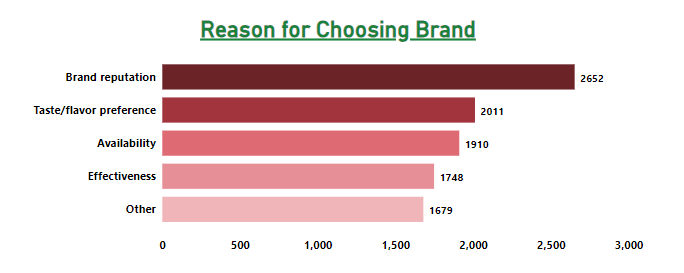 Reason for Choosing Brand
Brand reputation 2652
Taste/flavor preference 2011
Availability 1910
Effectiveness 1748
Other 1679
0 500 1,000 1,500 2,000 2,500 3,000